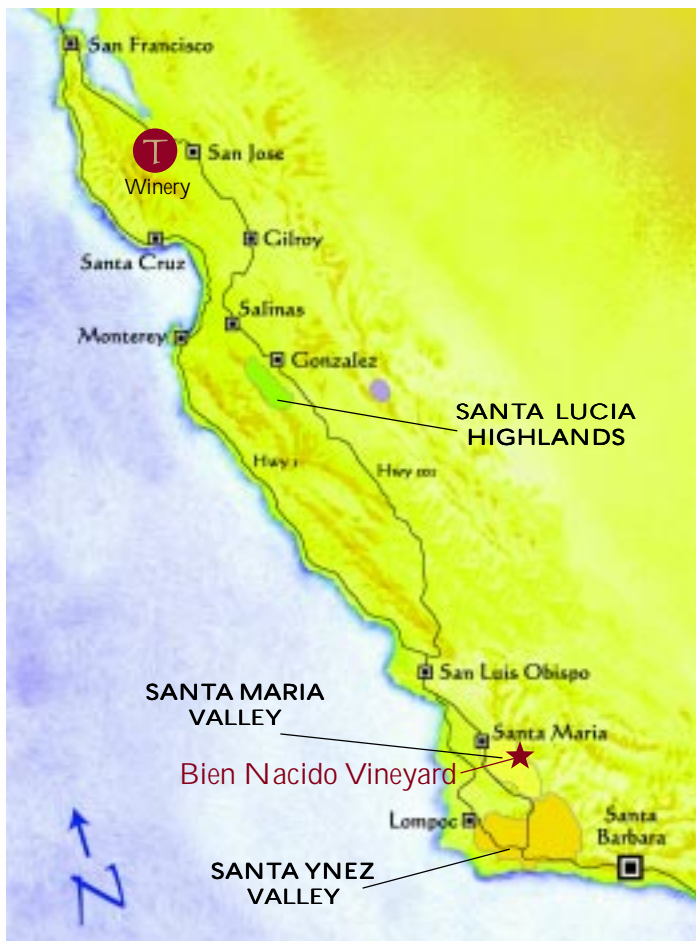 San Francisco
T
San Jose
Winery
Gilroy
Santa Cruz
Salinas
Monterey
Gonzalez
SANTA LUCIA
HIGHLANDS
Hwy 1
Hwy 101
San Luis Obispo
SANTA MARIA
VALLEY
Santa Maria
Bien Nacido Vineyard
Lompoc
Santa
Barbara
SANTA YNEZ
VALLEY
N